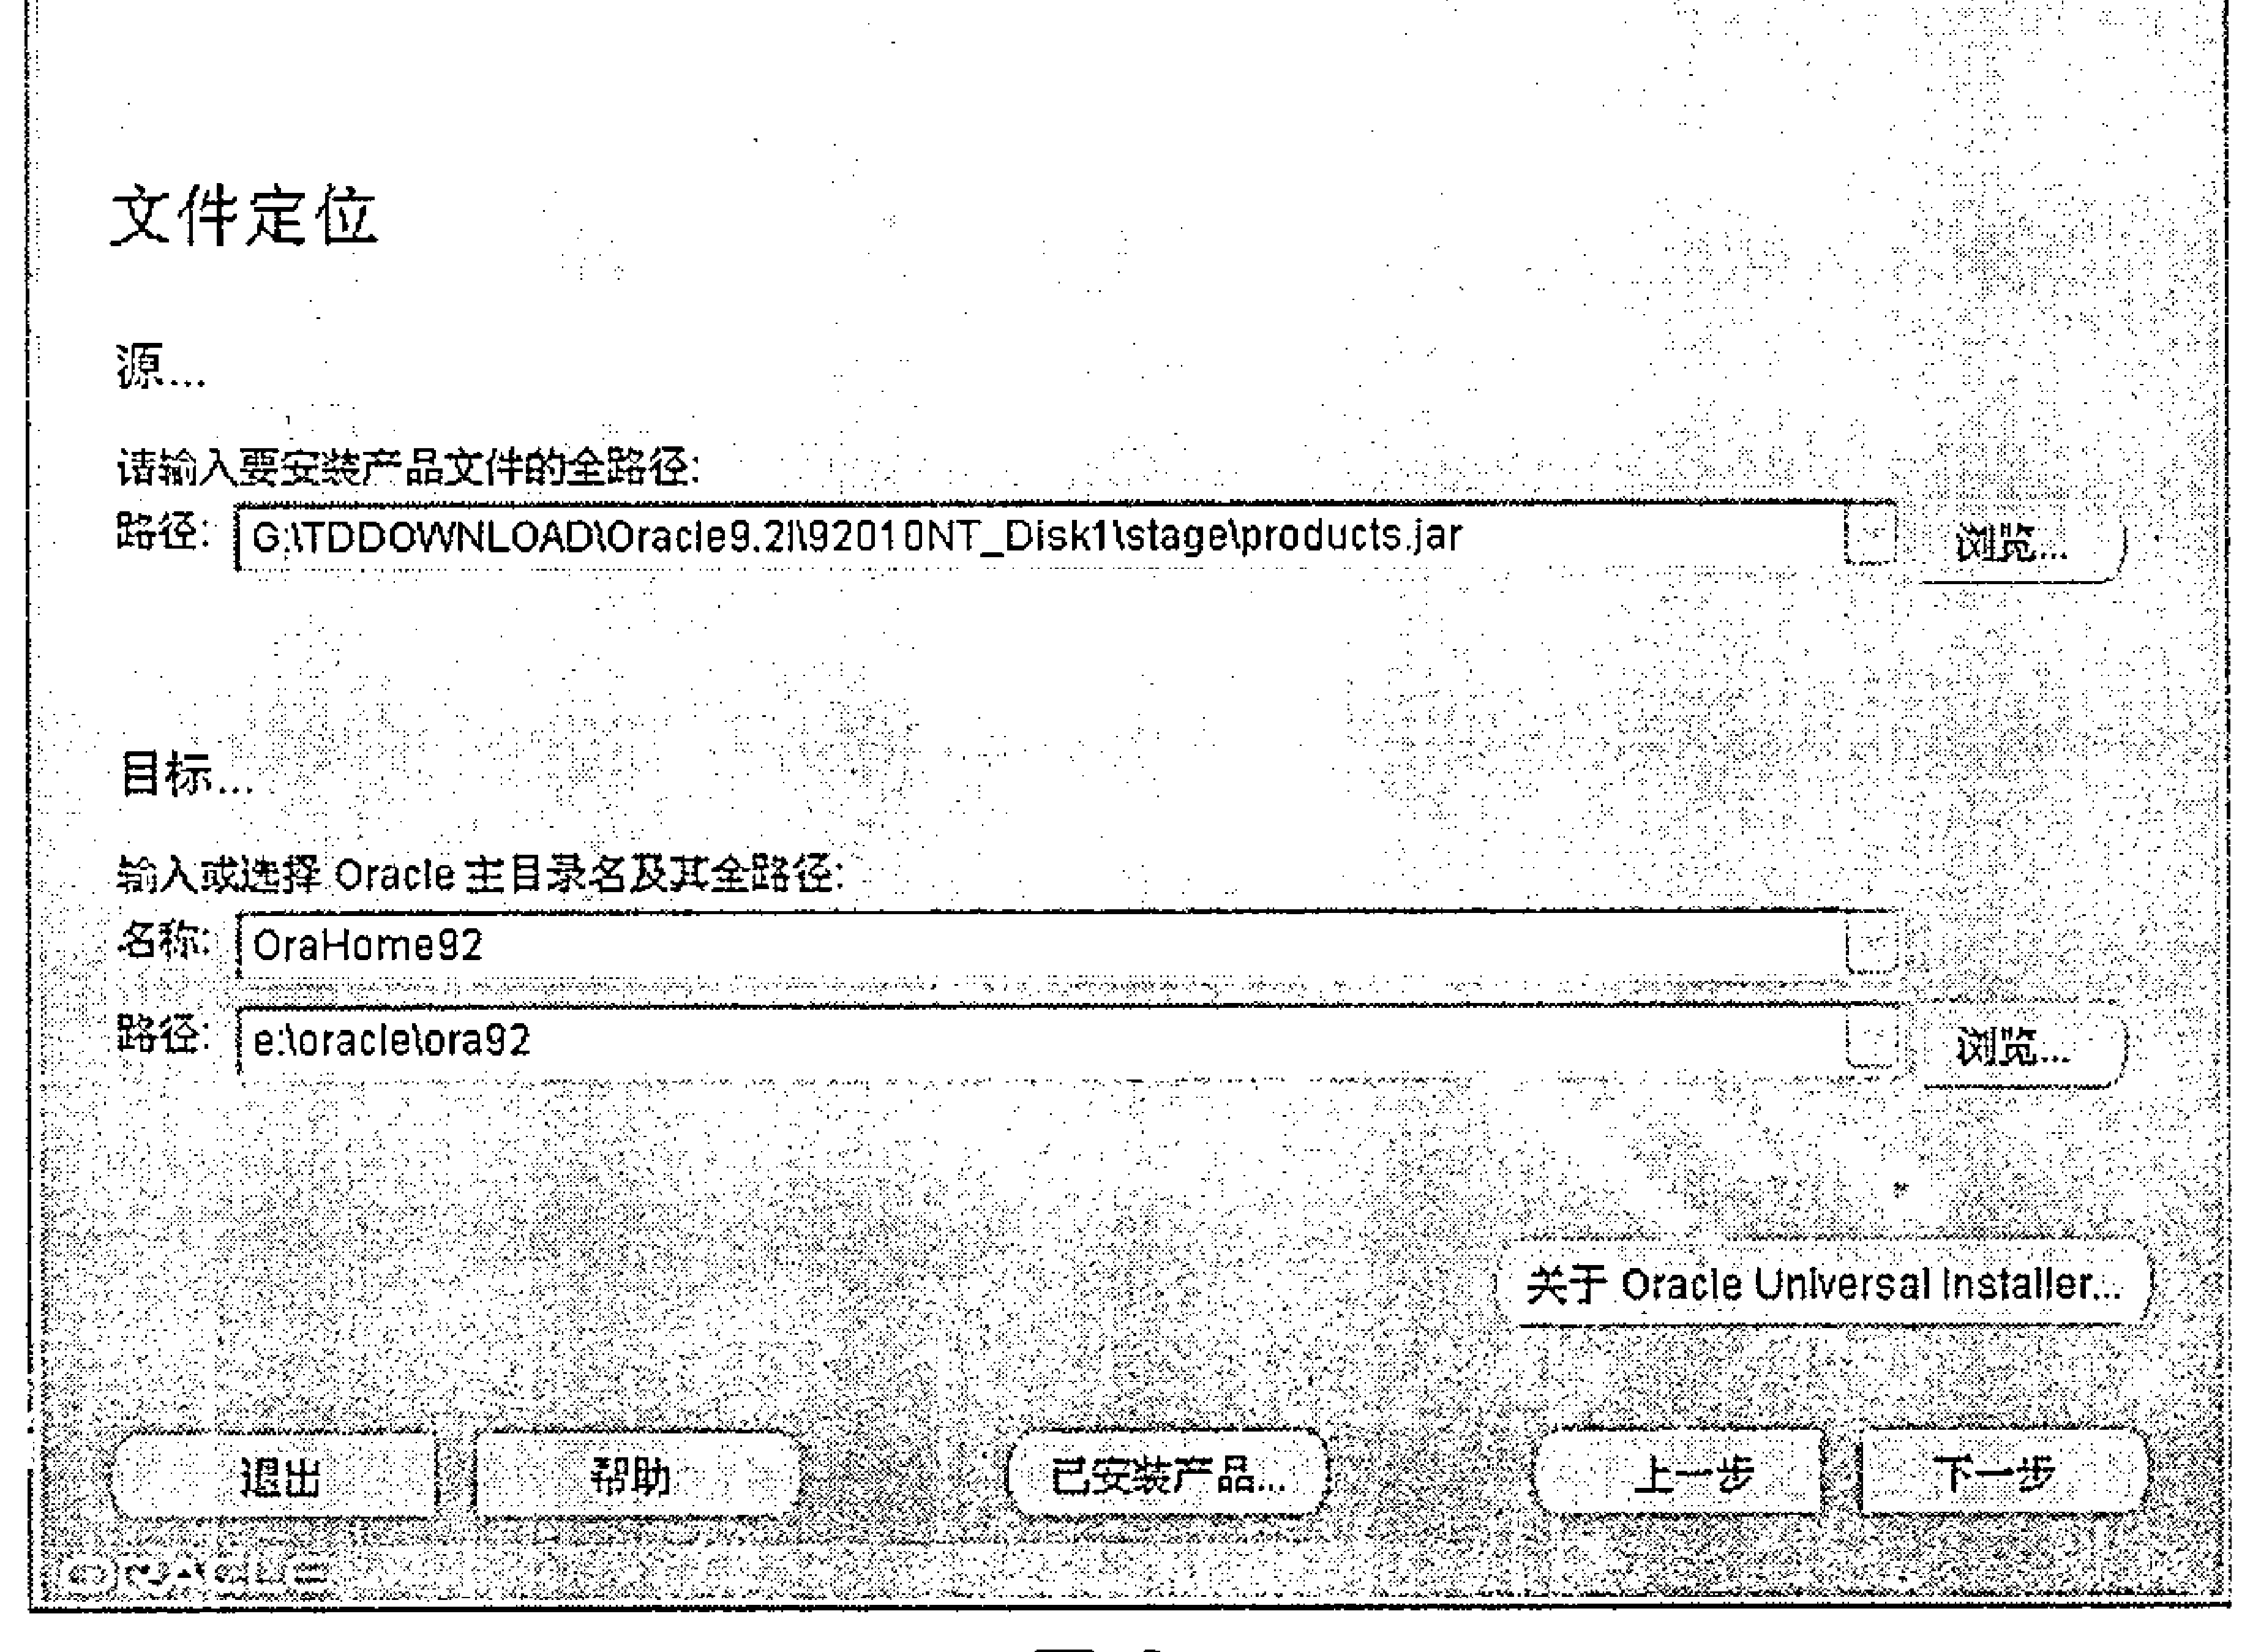 文件定位
源...
请输入要安装产品文件的全路径:
路径: G:\TDDOWNLOAD\Oracle9.2I\92010NT_Disk1\stage\products.jar 浏览...
目标...
输入或选择 Oracle 主目录名及其全路径:
名称: OraHome92
路径: e:\oracle\ora92 浏览...
关于 Oracle Universal Installer...
退出 帮助 已安装产品... 上一步 下一步
ORACLE